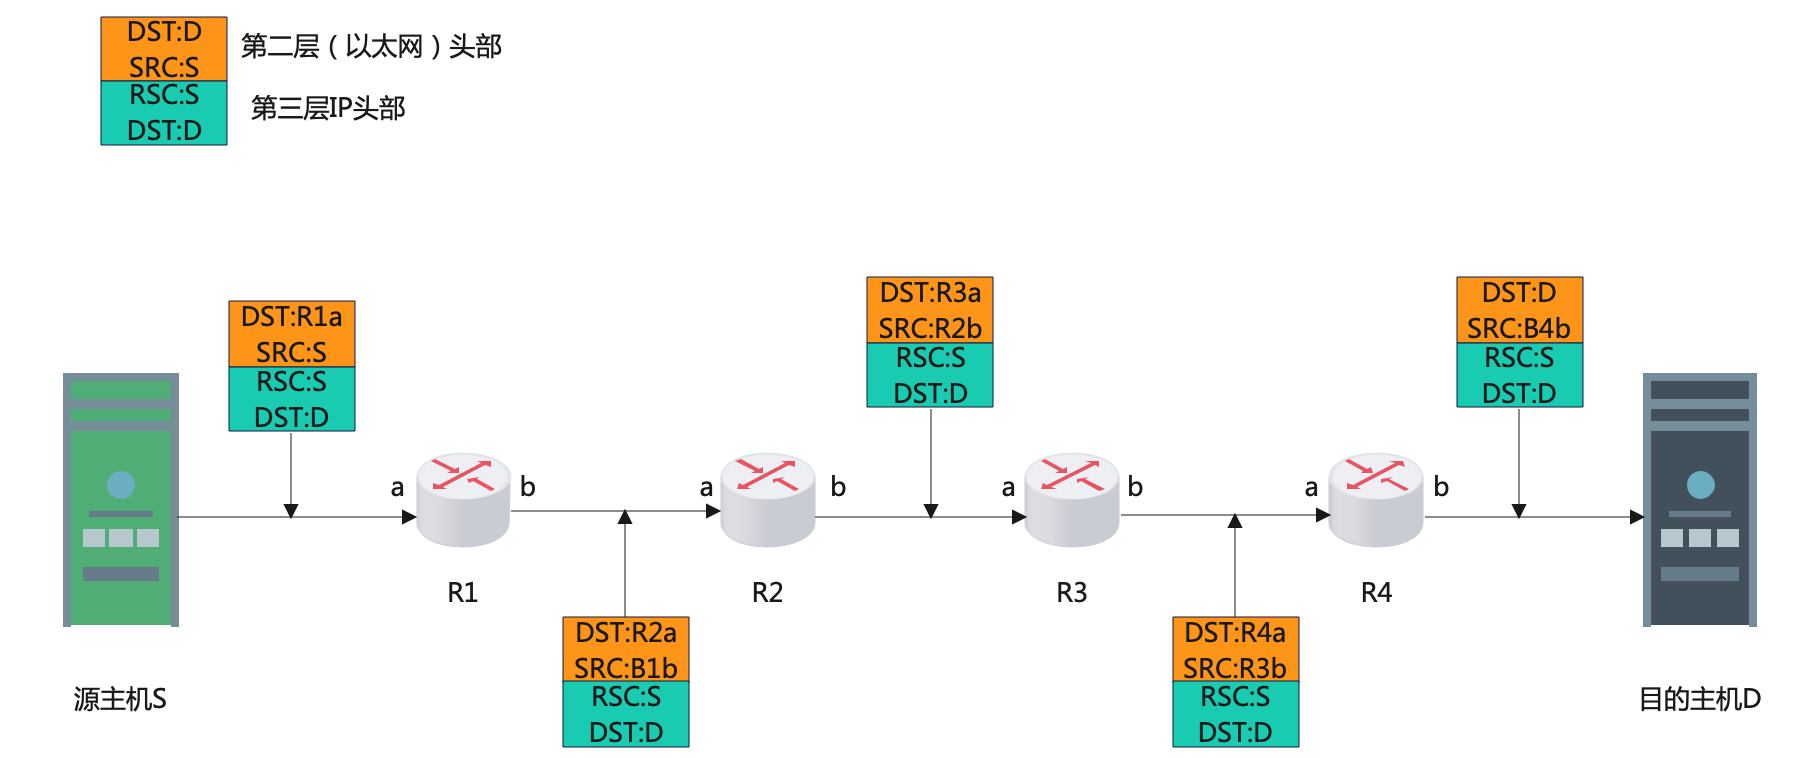 DST:D
SRC:S
第二层（以太网）头部
RSC:S
DST:D
第三层IP头部
DST:R1a
SRC:S
RSC:S
DST:D
DST:R3a
SRC:R2b
RSC:S
DST:D
DST:D
SRC:B4b
RSC:S
DST:D
a
b
a
b
a
b
a
b
R1
R2
R3
R4
DST:R2a
SRC:B1b
RSC:S
DST:D
DST:R4a
SRC:R3b
RSC:S
DST:D
源主机S
目的主机D